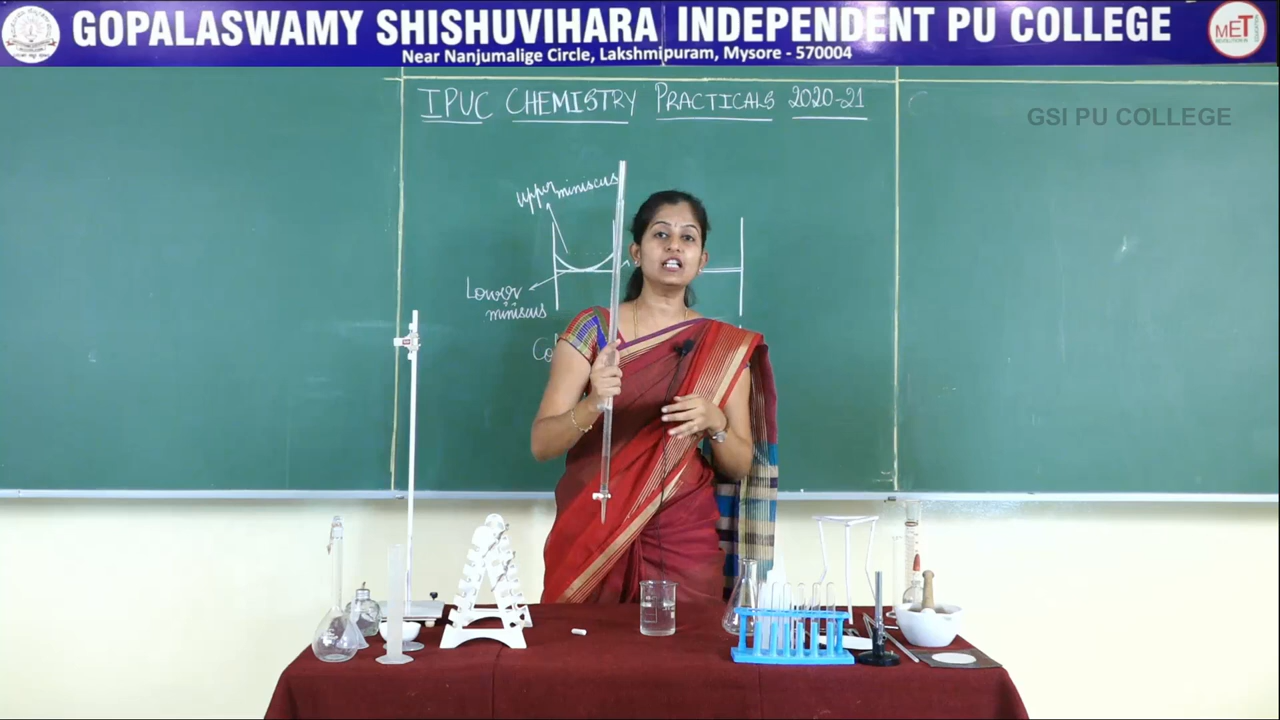 GOPALASWAMY SHISHUVIHARA INDEPENDENT PU COLLEGE
Near Nanjumalige Circle, Lakshmipuram, Mysore - 570004
MET
IPUC CHEMISTRY PRACTICALS 2020-21
GSI PU COLLEGE
Upper miniscus
Lower
miniscus